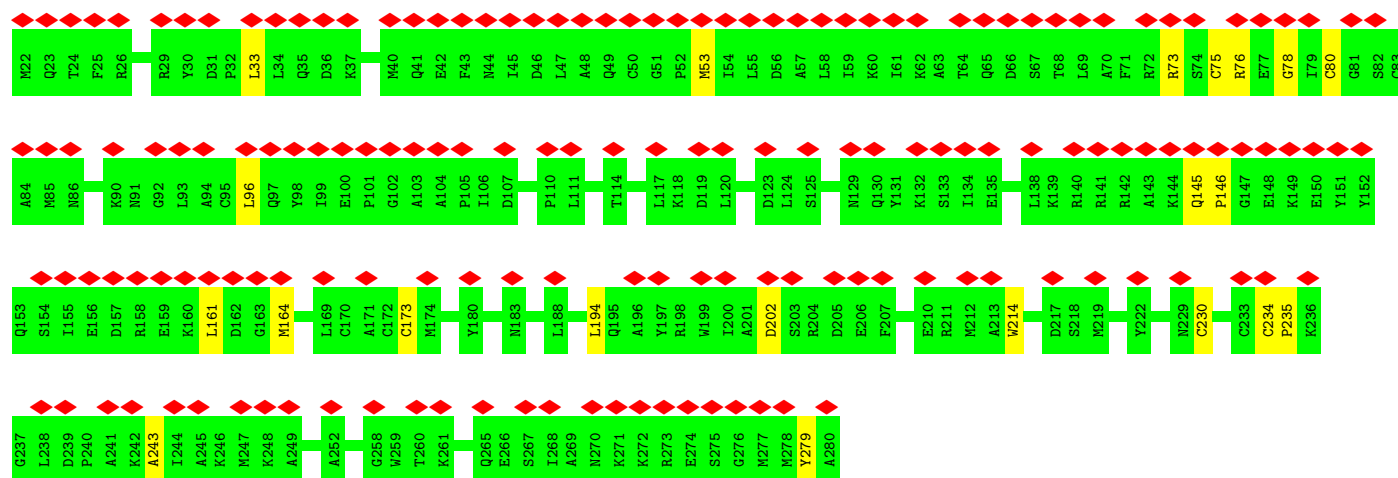 M22 Q23 T24 F25 R26 R29 Y30 D31 P32 L33 L34 Q35 D36 K37 M40 Q41 E42 F43 N44 I45 D46 L47 A48 Q49 C50 G51 P52 M53 I54 L55 D56 A57 L58 I59 K60 I61 K62 A63 T64 Q65 D66 S67 T68 L69 A70 F71 R72 R73 S74 C75 R76 E77 G78 I79 C80 G81 S82 C83
A84 M85 N86 K90 N91 G92 L93 A94 C95 L96 Q97 Y98 I99 E100 P101 G102 A103 A104 P105 I106 D107 P110 L111 T114 L117 K118 D119 L120 D123 L124 S125 N129 Q130 Y131 K132 S133 I134 E135 L138 K139 R140 R141 R142 A143 K144 Q145 P146 G147 E148 K149 E150 Y151 Y152
Q153 S154 I155 E156 D157 R158 E159 K160 L161 D162 G163 M164 L169 C170 A171 C172 C173 M174 Y180 N183 L188 L194 Q195 A196 Y197 R198 W199 I200 A201 D202 S203 R204 D205 E206 F207 E210 R211 M212 A213 W214 D217 S218 M219 Y222 N229 C230 C233 C234 P235 K236
G237 L238 D239 P240 A241 K242 A243 I244 A245 K246 M247 K248 A249 A252 G258 W259 T260 K261 Q265 E266 S267 I268 A269 N270 K271 K272 R273 E274 S275 G276 M277 M278 Y279 A280